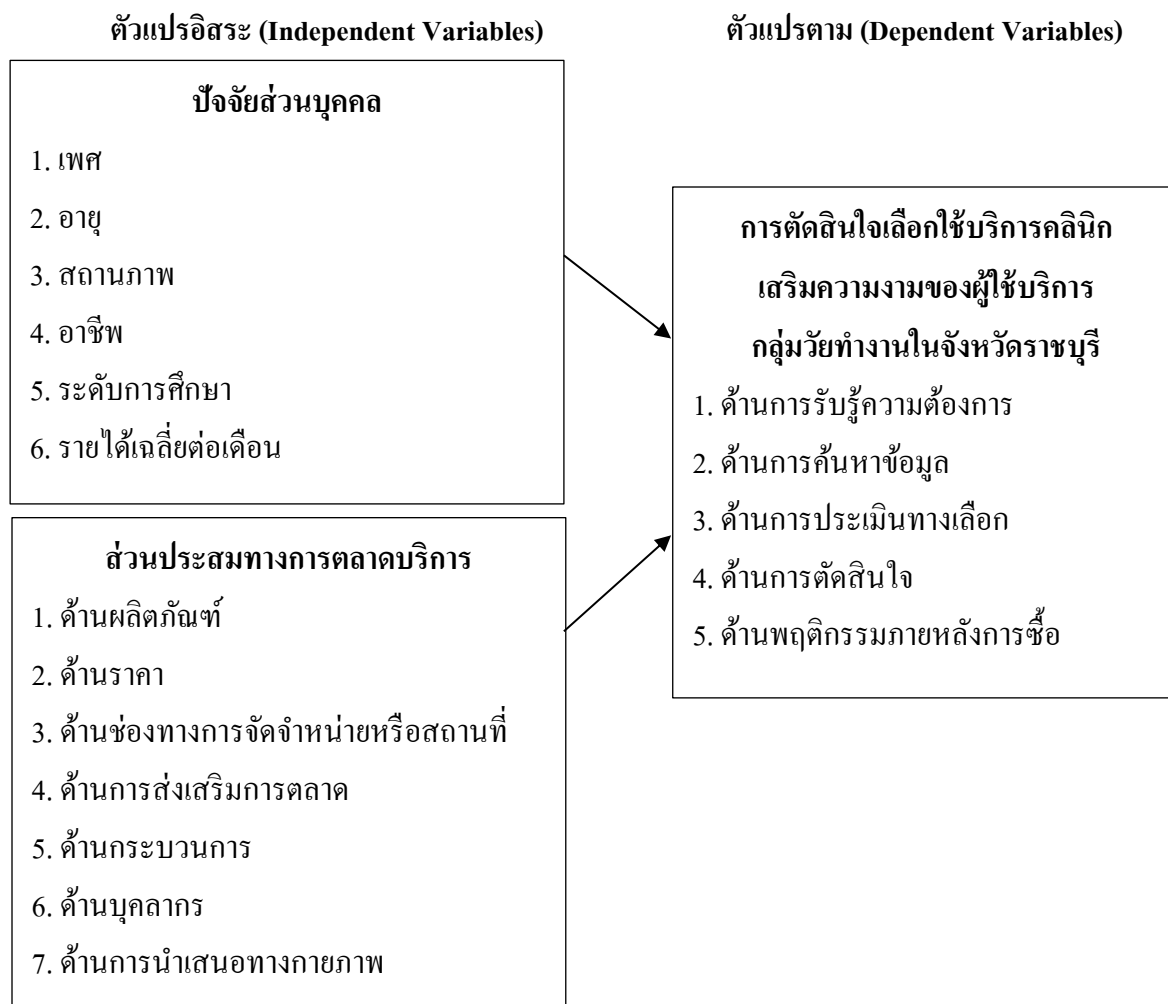 ตัวแปรอิสระ (Independent Variables)
ตัวแปรตาม (Dependent Variables)
ปัจจัยส่วนบุคคล
1. เพศ
2. อายุ
3. สถานภาพ
4. อาชีพ
5. ระดับการศึกษา
6. รายได้เฉลี่ยต่อเดือน
ส่วนประสมทางการตลาดบริการ
1. ด้านผลิตภัณฑ์
2. ด้านราคา
3. ด้านช่องทางการจัดจำหน่ายหรือสถานที่
4. ด้านการส่งเสริมการตลาด
5. ด้านกระบวนการ
6. ด้านบุคลากร
7. ด้านการนำเสนอทางกายภาพ
การตัดสินใจเลือกใช้บริการคลินิก
เสริมความงามของผู้ใช้บริการ
กลุ่มวัยทำงานในจังหวัดราชบุรี
1. ด้านการรับรู้ความต้องการ
2. ด้านการค้นหาข้อมูล
3. ด้านการประเมินทางเลือก
4. ด้านการตัดสินใจ
5. ด้านพฤติกรรมภายหลังการซื้อ